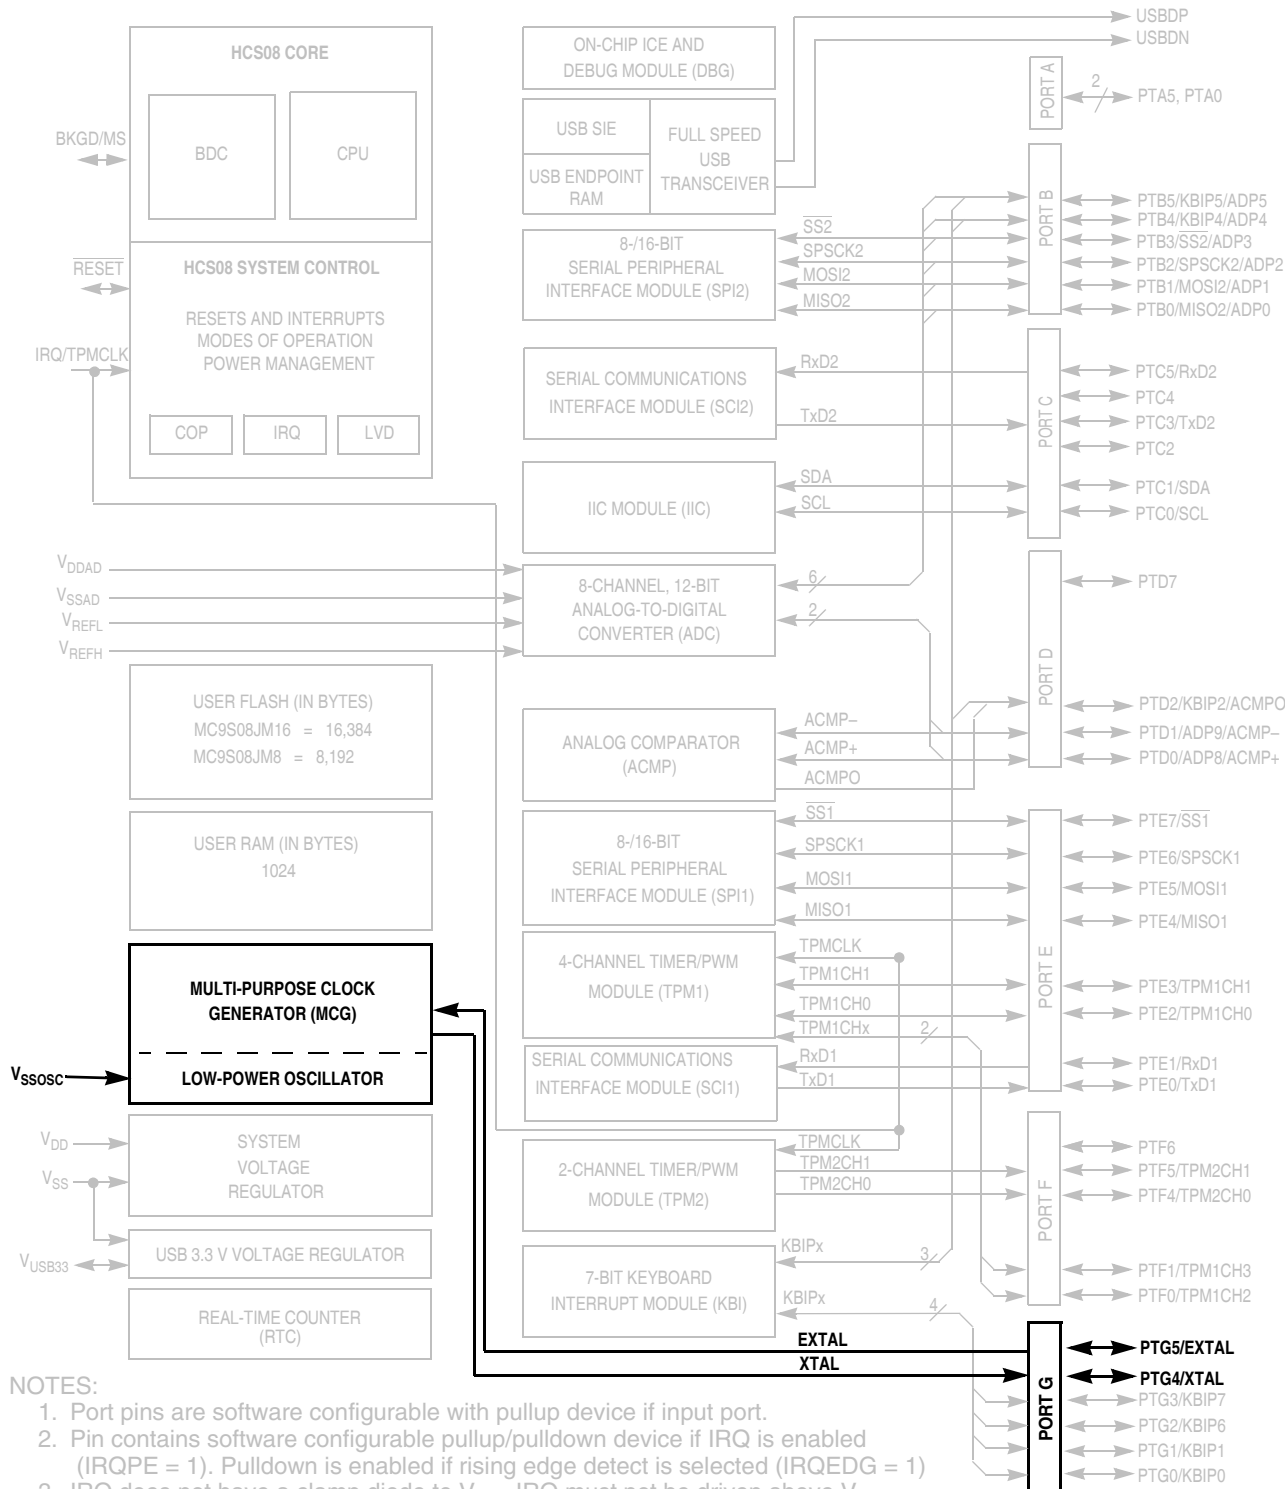 HCS08 CORE
BDC
CPU
BKGD/MS
RESET
HCS08 SYSTEM CONTROL
RESETS AND INTERRUPTS
MODES OF OPERATION
POWER MANAGEMENT
IRQ/TPMCLK
COP
IRQ
LVD
VDDAD
VSSAD
VREFL
VREFH
USER FLASH (IN BYTES)
MC9S08JM16 = 16,384
MC9S08JM8 = 8,192
USER RAM (IN BYTES)
1024
MULTI-PURPOSE CLOCK
GENERATOR (MCG)
LOW-POWER OSCILLATOR
VSSOSC
VDD
VSS
SYSTEM
VOLTAGE
REGULATOR
VUSB33
USB 3.3 V VOLTAGE REGULATOR
REAL-TIME COUNTER
(RTC)
ON-CHIP ICE AND
DEBUG MODULE (DBG)
USB SIE
USB ENDPOINT
RAM
FULL SPEED
USB
TRANSCEIVER
8-/16-BIT
SERIAL PERIPHERAL
INTERFACE MODULE (SPI2)
SS2
SPSCK2
MOSI2
MISO2
SERIAL COMMUNICATIONS
INTERFACE MODULE (SCI2)
RxD2
TxD2
IIC MODULE (IIC)
SDA
SCL
8-CHANNEL, 12-BIT
ANALOG-TO-DIGITAL
CONVERTER (ADC)
6
2
ANALOG COMPARATOR
(ACMP)
ACMP–
ACMP+
ACMPO
8-/16-BIT
SERIAL PERIPHERAL
INTERFACE MODULE (SPI1)
SS1
SPSCK1
MOSI1
MISO1
4-CHANNEL TIMER/PWM
MODULE (TPM1)
TPMCLK
TPM1CH1
TPM1CH0
TPM1CHx
2
SERIAL COMMUNICATIONS
INTERFACE MODULE (SCI1)
RxD1
TxD1
2-CHANNEL TIMER/PWM
MODULE (TPM2)
TPMCLK
TPM2CH1
TPM2CH0
7-BIT KEYBOARD
INTERRUPT MODULE (KBI)
KBIPx
3
KBIPx
4
EXTAL
XTAL
USBDP
USBDN
PORT A
2
PTA5, PTA0
PORT B
PTB5/KBIP5/ADP5
PTB4/KBIP4/ADP4
PTB3/SS2/ADP3
PTB2/SPSCK2/ADP2
PTB1/MOSI2/ADP1
PTB0/MISO2/ADP0
PORT C
PTC5/RxD2
PTC4
PTC3/TxD2
PTC2
PTC1/SDA
PTC0/SCL
PORT D
PTD7
PTD2/KBIP2/ACMPO
PTD1/ADP9/ACMP–
PTD0/ADP8/ACMP+
PORT E
PTE7/SS1
PTE6/SPSCK1
PTE5/MOSI1
PTE4/MISO1
PTE3/TPM1CH1
PTE2/TPM1CH0
PTE1/RxD1
PTE0/TxD1
PORT F
PTF6
PTF5/TPM2CH1
PTF4/TPM2CH0
PTF1/TPM1CH3
PTF0/TPM1CH2
PORT G
PTG5/EXTAL
PTG4/XTAL
PTG3/KBIP7
PTG2/KBIP6
PTG1/KBIP1
PTG0/KBIP0
NOTES:
1. Port pins are software configurable with pullup device if input port.
2. Pin contains software configurable pullup/pulldown device if IRQ is enabled
(IRQPE = 1). Pulldown is enabled if rising edge detect is selected (IRQEDG = 1)
3. IRQ does not have a clamp diode to V IRQ must not be driven above V